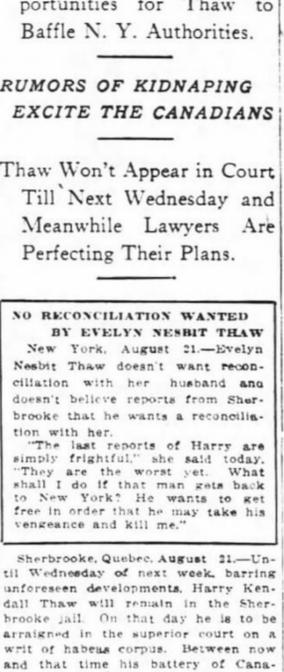 portunities for Thaw to
Baffle N. Y. Authorities.
RUMORS OF KIDNAPING
EXCITE THE CANADIANS
Thaw Won't Appear in Court
Till Next Wednesday and
Meanwhile Lawyers Are
Perfecting Their Plans.
NO RECONCILIATION WANTED
BY EVELYN NESBIT THAW
New York, August 21.—Evelyn
Nesbit Thaw doesn't want recon-
ciliation with her husband and
doesn't believe reports from Sher-
brooke that he wants a reconcilia-
tion with her.
"The last reports of Harry are
simply frightful," she said today.
"They are the worst yet. What
shall I do if that man gets back
to New York? He wants to get
free in order that he may take his
vengeance and kill me."
Sherbrooke, Quebec, August 21.—Un-
til Wednesday of next week, barring
unforeseen developments, Harry Ken-
dall Thaw will remain in the Sher-
brooke jail. On that day he is to be
arraigned in the superior court on a
writ of habeas corpus. Between now
and that time his battery of Cana-